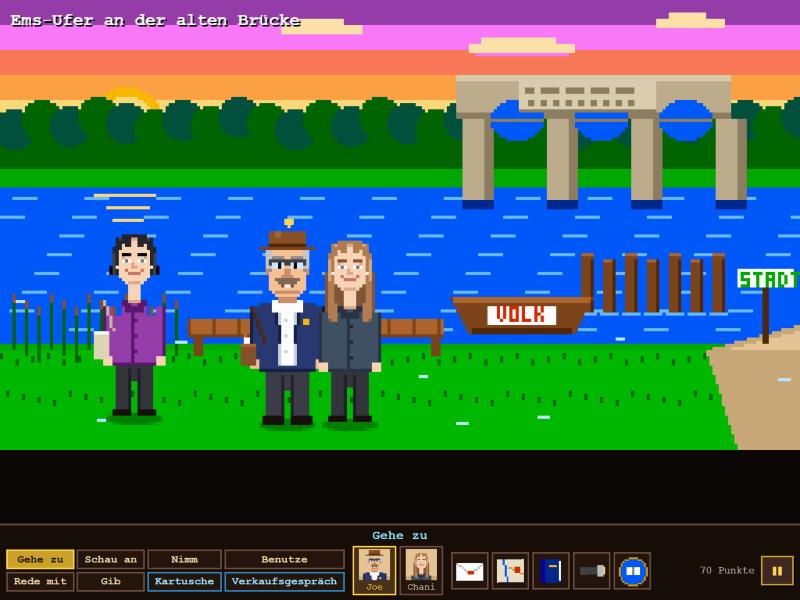 Ems-Ufer an der alten Brücke
STADT
VOLK
Gehe zu
Gehe zu
Schau an
Nimm
Benutze
Rede mit
Gib
Kartusche
Verkaufsgespräch
Joe
Chani
70 Punkte